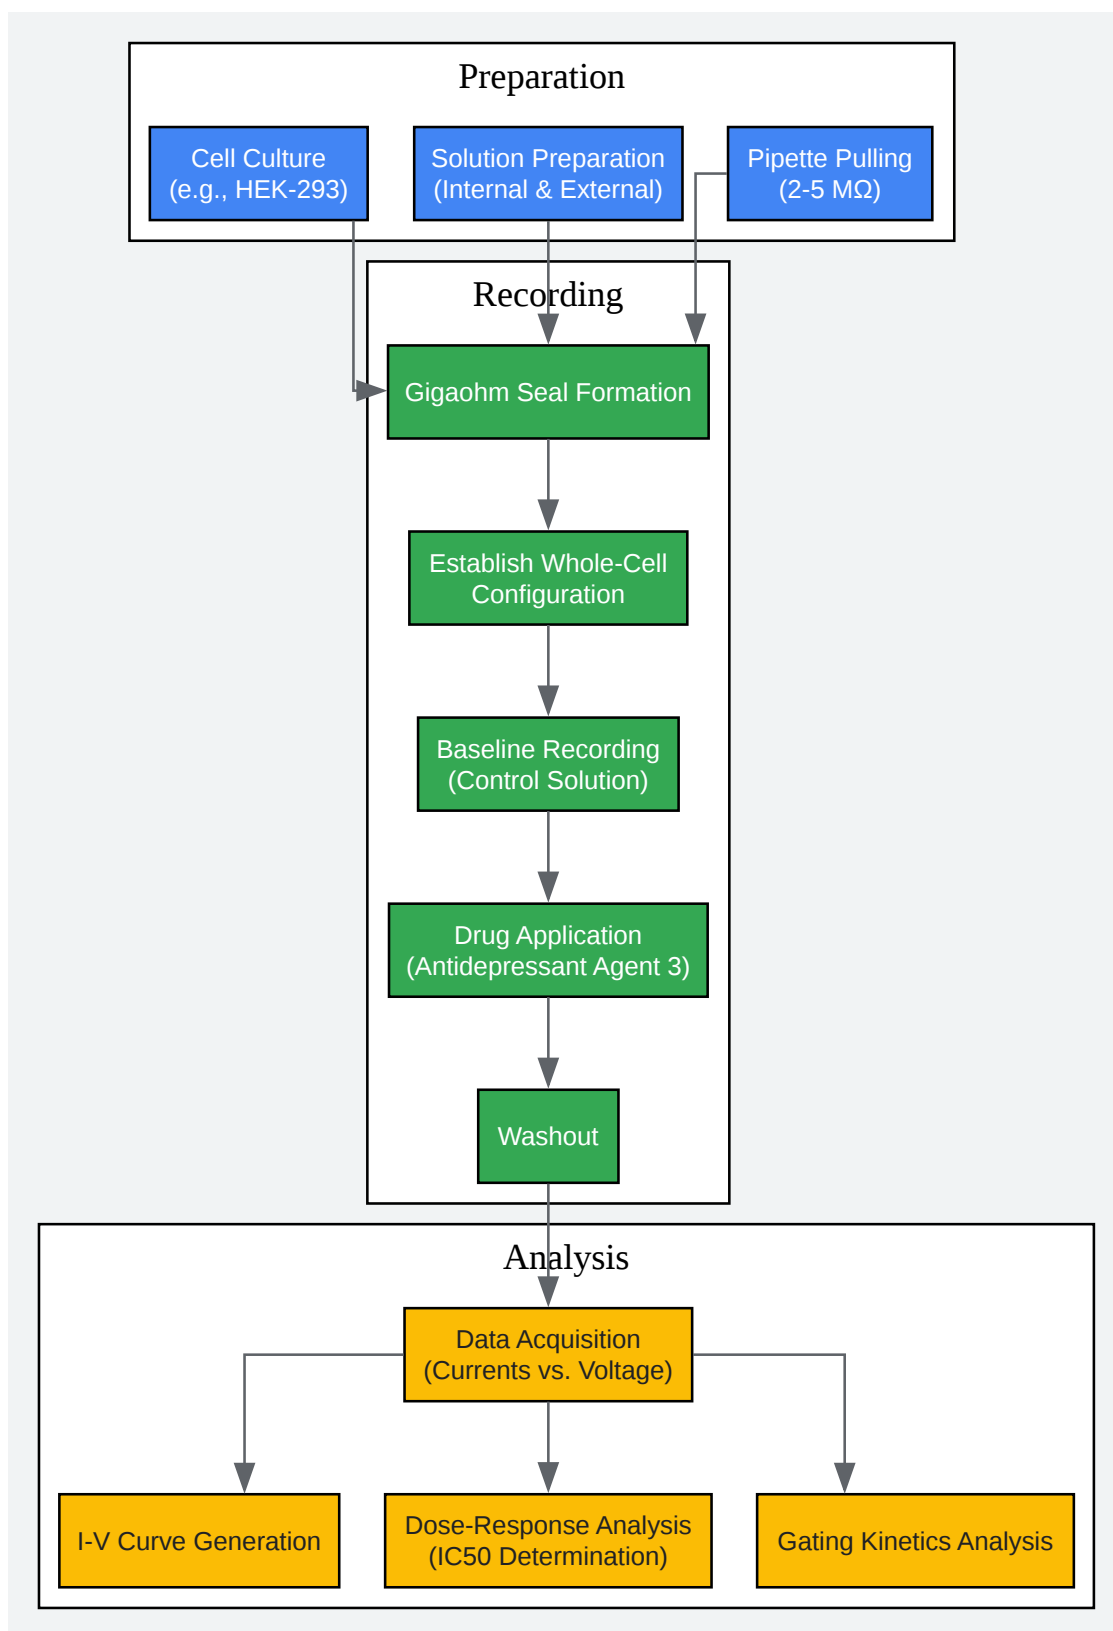 Preparation
Cell Culture
(e.g., HEK-293)
Solution Preparation
(Internal & External)
Pipette Pulling
(2-5 MΩ)
Recording
Gigaohm Seal Formation
Establish Whole-Cell
Configuration
Baseline Recording
(Control Solution)
Drug Application
(Antidepressant Agent 3)
Washout
Analysis
Data Acquisition
(Currents vs. Voltage)
I-V Curve Generation
Dose-Response Analysis
(IC50 Determination)
Gating Kinetics Analysis